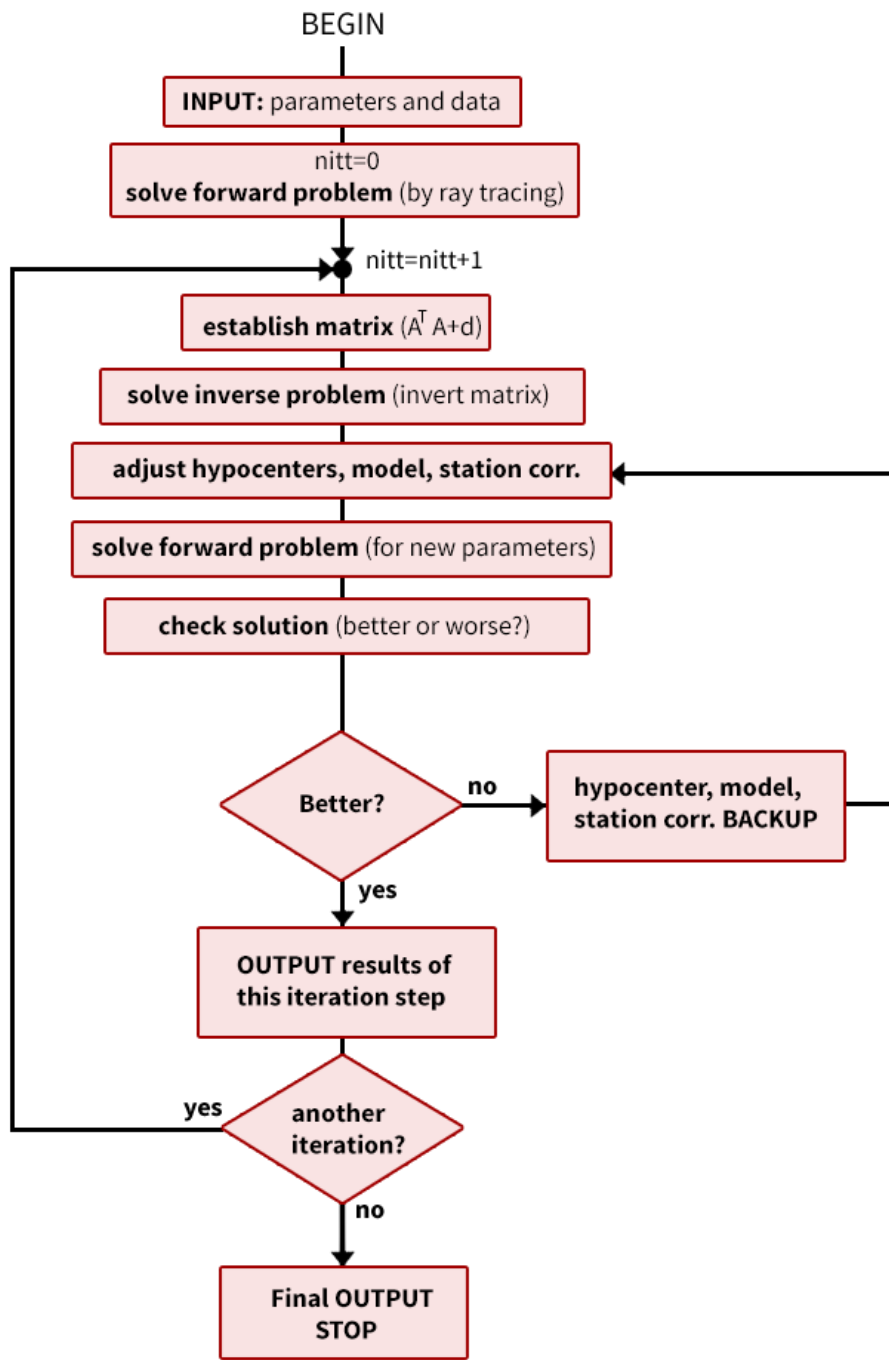 BEGIN
INPUT: parameters and data
nitt=0
solve forward problem (by ray tracing)
nitt=nitt+1
establish matrix (Aᵀ A+d)
solve inverse problem (invert matrix)
adjust hypocenters, model, station corr.
solve forward problem (for new parameters)
check solution (better or worse?)
Better?
no
hypocenter, model,
station corr. BACKUP
yes
OUTPUT results of
this iteration step
yes
another
iteration?
no
Final OUTPUT
STOP